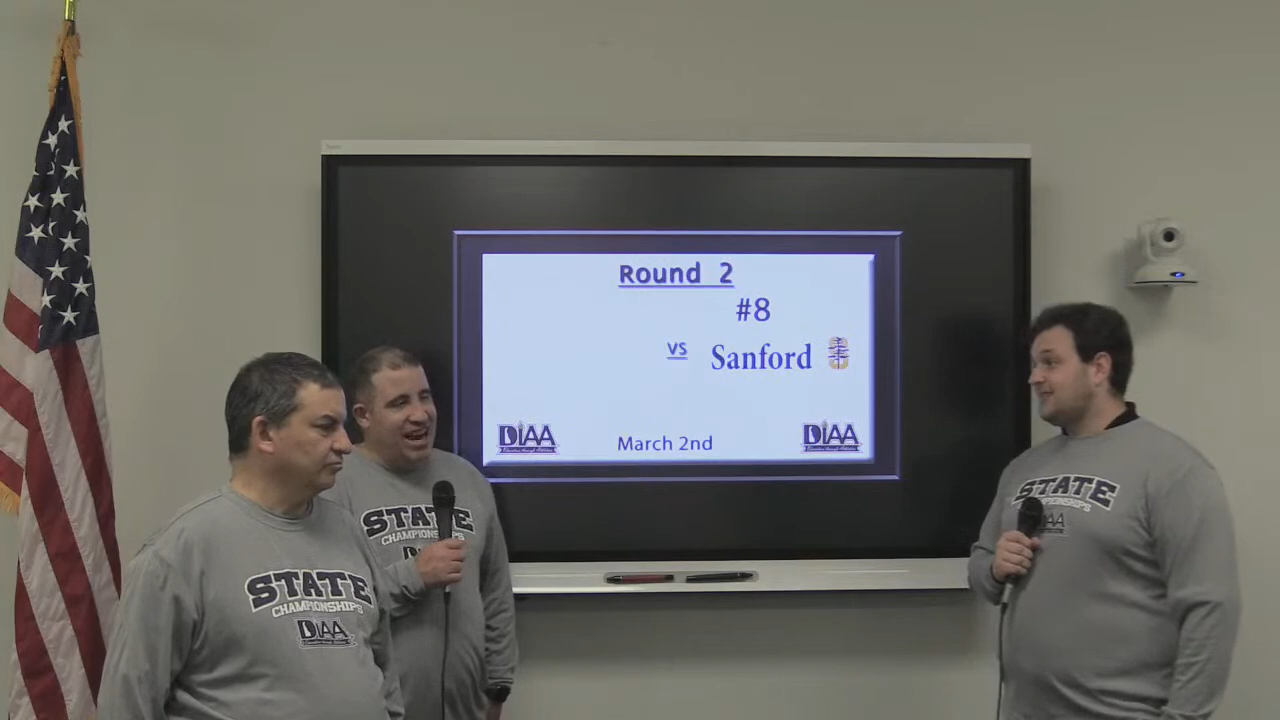 Round 2
#8
vs Sanford
DIAA
March 2nd
DIAA
STATE
CHAMPIONSHIPS
STATE
CHAMPIONSHIPS
DIAA
STATE
DIAA